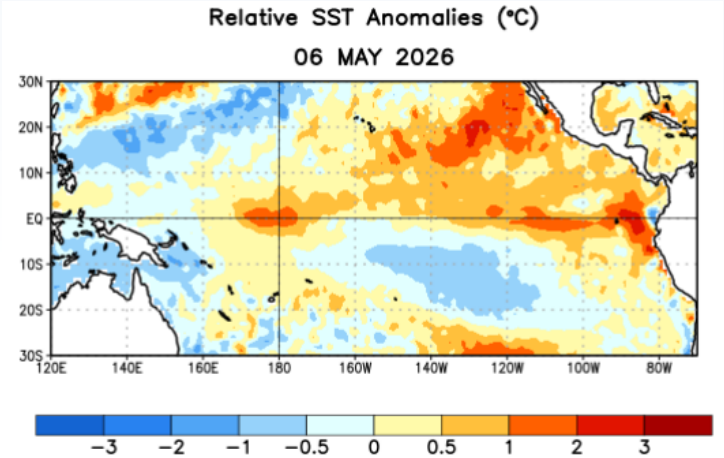 Relative SST Anomalies (°C)
06 MAY 2026
30N
20N
10N
EQ
10S
20S
30S
120E 140E 160E 180 160W 140W 120W 100W 80W
-3 -2 -1 -0.5 0 0.5 1 2 3